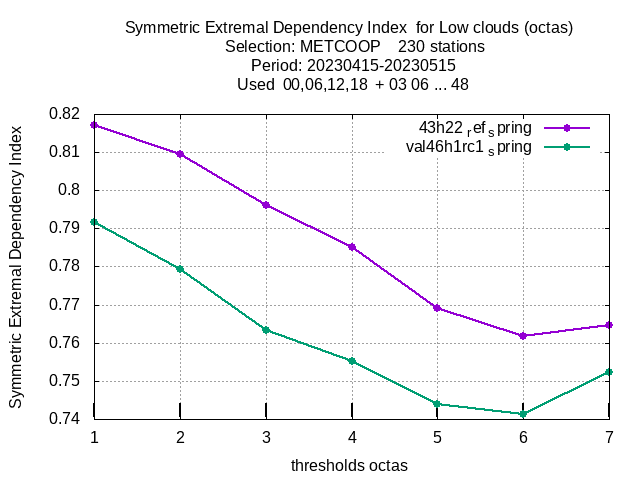 Symmetric Extremal Dependency Index  for Low clouds (octas)
Selection: METCOOP    230 stations
Period: 20230415-20230515
Used  00,06,12,18  + 03 06 ... 48
43h22 ref spring
val46h1rc1 spring
Symmetric Extremal Dependency Index
0.82
0.81
0.8
0.79
0.78
0.77
0.76
0.75
0.74
1 2 3 4 5 6 7
thresholds octas